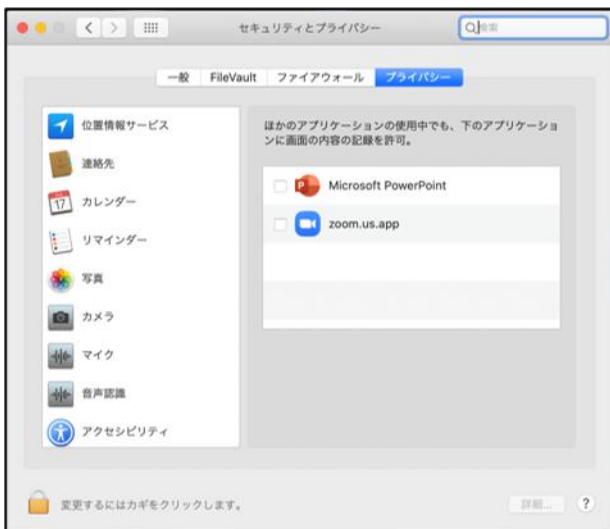 セキュリティとプライバシー
検索
一般 FileVault ファイアウォール プライバシー
位置情報サービス
連絡先
17 カレンダー
リマインダー
写真
カメラ
マイク
音声認識
アクセシビリティ
ほかのアプリケーションの使用中でも、下のアプリケーショ
ンに画面の内容の記録を許可。
Microsoft PowerPoint
zoom.us.app
変更するにはカギをクリックします。
詳細... ?